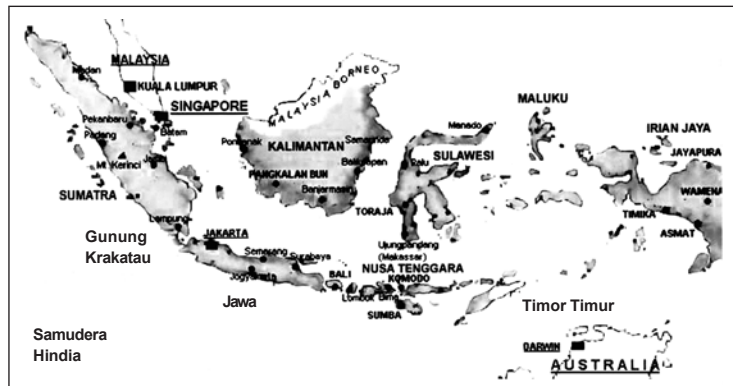 MALAYSIA
Medan
KUALA LUMPUR
MALAYSIA BORNEO
SINGAPORE
Pekanbaru
Padang
Batam
Mt. Kerinci
Jambi
SUMATRA
Lampung
Gunung
Krakatau
JAKARTA
Semarang
Surabaya
Jogyakarta
Jawa
Samudera
Hindia
Pontianak
KALIMANTAN
Samarinda
Balikpapan
PANGKALAN BUN
Banjarmasin
Manado
Palu
SULAWESI
TORAJA
Ujungpandang
(Makassar)
MALUKU
IRIAN JAYA
JAYAPURA
WAMENA
TIMIKA
ASMAT
BALI
Lombok
Bima
NUSA TENGGARA
KOMODO
SUMBA
Timor Timur
DARWIN
AUSTRALIA